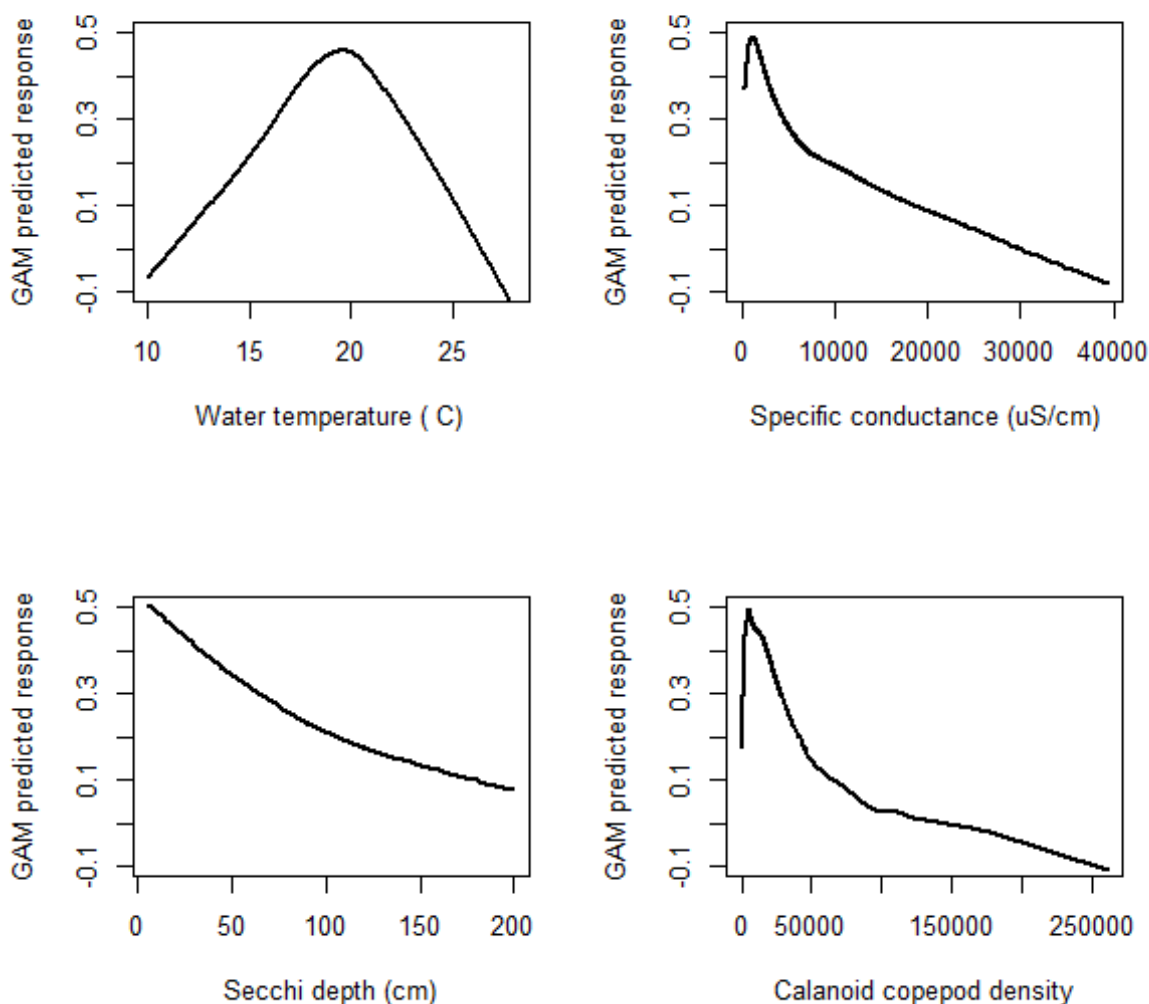 GAM predicted response
0.5
0.3
0.1
-0.1
10 15 20 25
Water temperature ( C)
GAM predicted response
0.5
0.3
0.1
-0.1
0 10000 20000 30000 40000
Specific conductance (uS/cm)
GAM predicted response
0.5
0.3
0.1
-0.1
0 50 100 150 200
Secchi depth (cm)
GAM predicted response
0.5
0.3
0.1
-0.1
0 50000 150000 250000
Calanoid copepod density